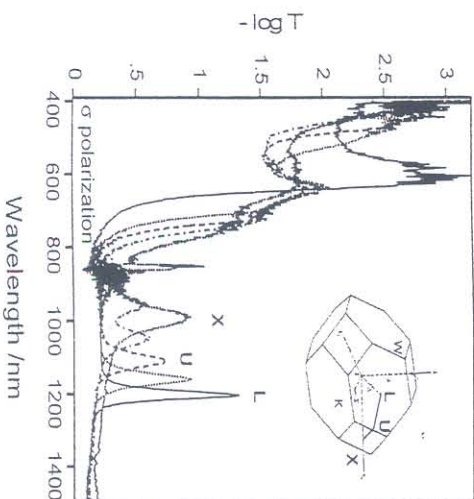 - log T
0 .5 1 1.5 2 2.5 3
400
600
800
1000
1200
1400
σ polarization
Wavelength /nm
X
U
L
W
L
K
U
X